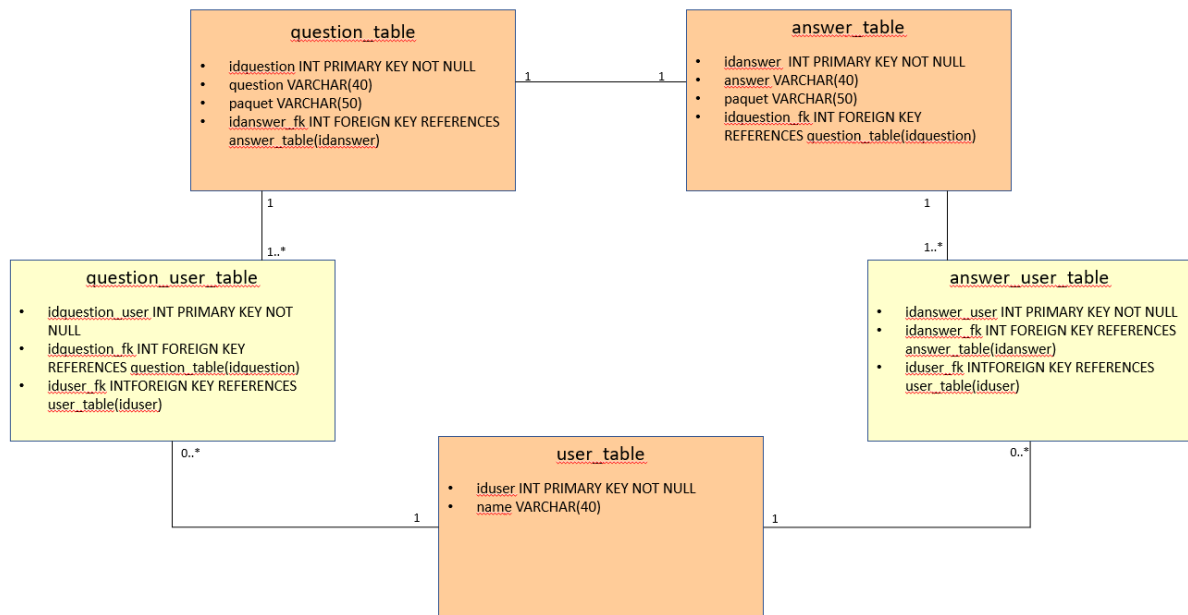 question_table
• idquestion INT PRIMARY KEY NOT NULL
• question VARCHAR(40)
• paquet VARCHAR(50)
• idanswer_fk INT FOREIGN KEY REFERENCES
answer_table(idanswer)
answer_table
• idanswer INT PRIMARY KEY NOT NULL
• answer VARCHAR(40)
• paquet VARCHAR(50)
• idquestion_fk INT FOREIGN KEY
REFERENCES question_table(idquestion)
1
1
1
1..*
1
1..*
question_user_table
• idquestion_user INT PRIMARY KEY NOT
NULL
• idquestion_fk INT FOREIGN KEY
REFERENCES question_table(idquestion)
• iduser_fk INTFOREIGN KEY REFERENCES
user_table(iduser)
answer_user_table
• idanswer_user INT PRIMARY KEY NOT NULL
• idanswer_fk INT FOREIGN KEY REFERENCES
answer_table(idanswer)
• iduser_fk INTFOREIGN KEY REFERENCES
user_table(iduser)
0..*
0..*
user_table
• iduser INT PRIMARY KEY NOT NULL
• name VARCHAR(40)
1
1